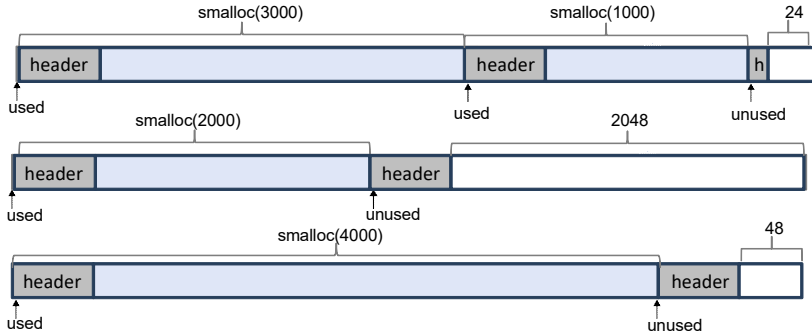 smalloc(3000) smalloc(1000) 24
header header h
used used unused
smalloc(2000) 2048
header header
used unused
smalloc(4000) 48
header header
used unused